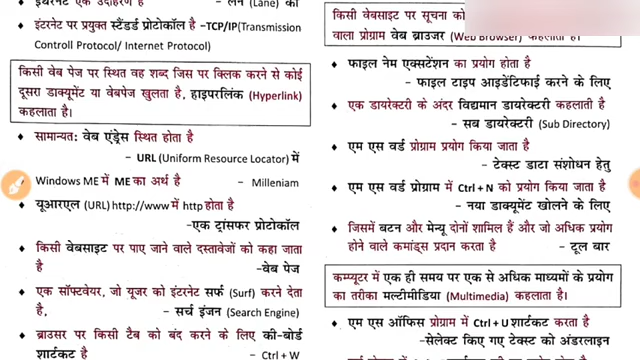 इथरनेट एक उदाहरण है – लैन (Lane) का
इंटरनेट पर प्रयुक्त स्टैंडर्ड प्रोटोकॉल है –TCP/IP(Transmission
Controll Protocol/ Internet Protocol)
किसी वेब पेज पर स्थित वह शब्द जिस पर क्लिक करने से कोई
दूसरा डाक्यूमेंट या वेबपेज खुलता है, हाइपरलिंक (Hyperlink)
कहलाता है।
सामान्यत: वेब एंड्रेस स्थित होता है
- URL (Uniform Resource Locator) में
Windows ME में ME का अर्थ है - Milleniam
यूआरएल (URL) http://www में http होता है
–एक ट्रांसफर प्रोटोकॉल
किसी वेबसाइट पर पाए जाने वाले दस्तावेजों को कहा जाता
है –वेब पेज
एक सॉफ्टवेयर, जो यूजर को इंटरनेट सर्फ (Surf) करने देता
है, - सर्च इंजन (Search Engine)
ब्राउसर पर किसी टैब को बंद करने के लिए की-बोर्ड
शार्टकट है – Ctrl + W
किसी वेबसाइट पर सूचना को
वाला प्रोग्राम वेब ब्राउजर (Web Browser) कहलाता है।
फाइल नेम एक्सटेंशन का प्रयोग होता है
– फाइल टाइप आइडेंटिफाई करने के लिए
एक डायरेक्टरी के अंदर विद्यमान डायरेक्टरी कहलाती है
– सब डायरेक्टरी (Sub Directory)
एम एस वर्ड प्रोग्राम प्रयोग किया जाता है
– टेक्स्ट डाटा संशोधन हेतु
एम एस वर्ड प्रोग्राम में Ctrl + N को प्रयोग किया जाता है
– नया डाक्यूमेंट खोलने के लिए
जिसमें बटन और मेन्यू दोनों शामिल हैं और जो अधिक प्रयोग
होने वाले कमांड्स प्रदान करता है – टूल बार
कम्प्यूटर में एक ही समय पर एक से अधिक माध्यमों के प्रयोग
का तरीका मल्टीमीडिया (Multimedia) कहलाता है।
एम एस ऑफिस प्रोग्राम में Ctrl + U शार्टकट करता है
– सेलेक्ट किए गए टेक्स्ट को अंडरलाइन